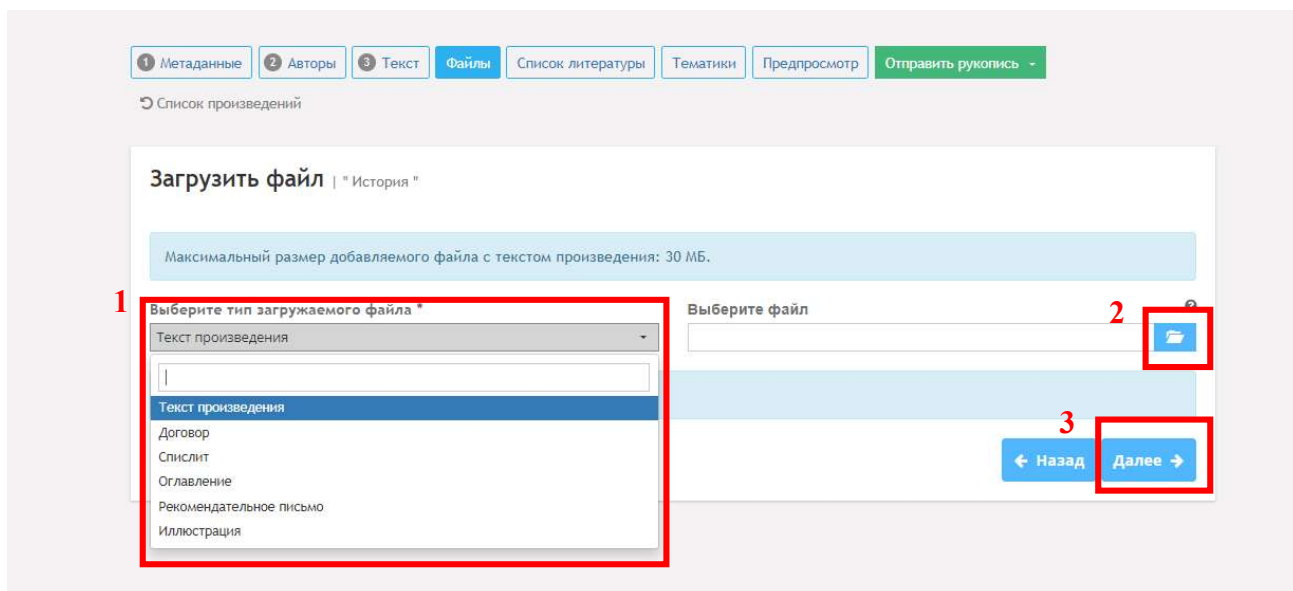 1 Метаданные 2 Авторы 3 Текст Файлы Список литературы Тематики Предпросмотр Отправить рукопись
Список произведений
Загрузить файл | " История "
Максимальный размер добавляемого файла с текстом произведения: 30 МБ.
1
Выберите тип загружаемого файла *
Выберите файл
2
?
Текст произведения
Текст произведения
Договор
Спислит
Оглавление
Рекомендательное письмо
Иллюстрация
3
Назад
Далее